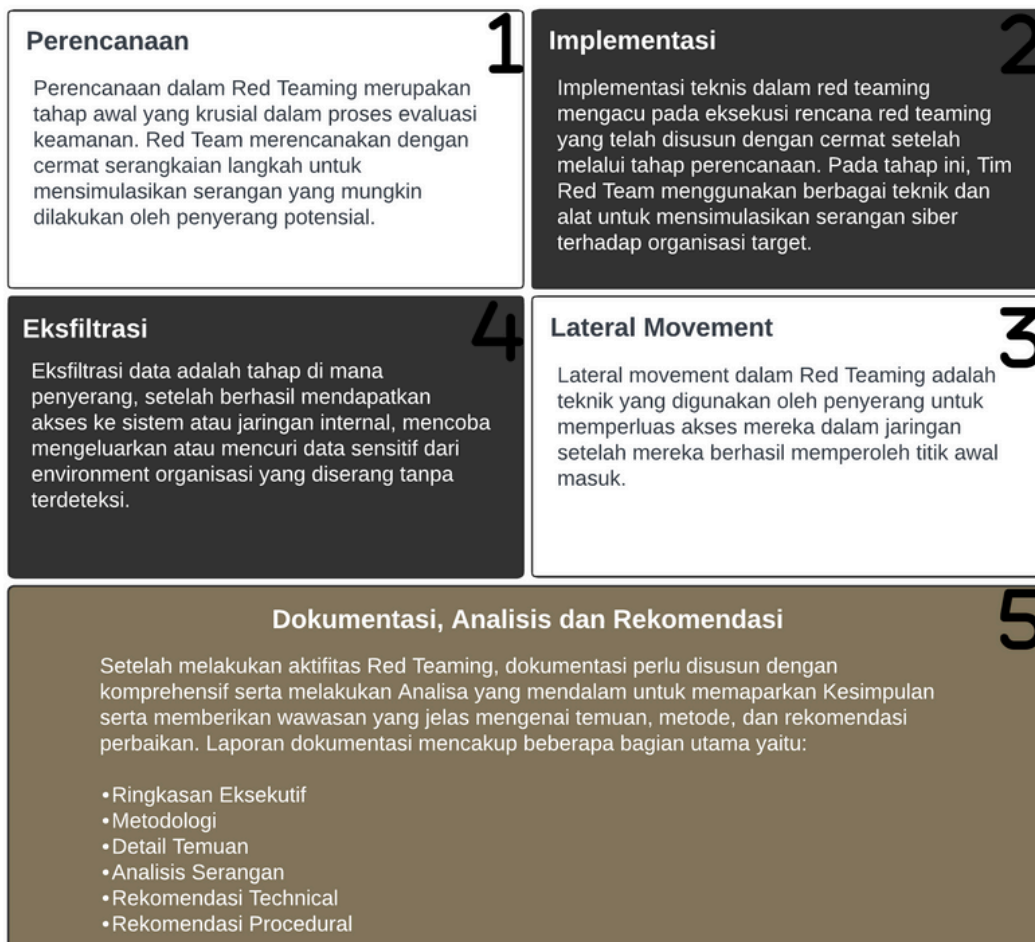 Perencanaan
1
Perencanaan dalam Red Teaming merupakan
tahap awal yang krusial dalam proses evaluasi
keamanan. Red Team merencanakan dengan
cermat serangkaian langkah untuk
mensimulasikan serangan yang mungkin
dilakukan oleh penyerang potensial.
Implementasi
2
Implementasi teknis dalam red teaming
mengacu pada eksekusi rencana red teaming
yang telah disusun dengan cermat setelah
melalui tahap perencanaan. Pada tahap ini, Tim
Red Team menggunakan berbagai teknik dan
alat untuk mensimulasikan serangan siber
terhadap organisasi target.
Lateral Movement
3
Lateral movement dalam Red Teaming adalah
teknik yang digunakan oleh penyerang untuk
memperluas akses mereka dalam jaringan
setelah mereka berhasil memperoleh titik awal
masuk.
Eksfiltrasi
4
Eksfiltrasi data adalah tahap di mana
penyerang, setelah berhasil mendapatkan
akses ke sistem atau jaringan internal, mencoba
mengeluarkan atau mencuri data sensitif dari
environment organisasi yang diserang tanpa
terdeteksi.
Dokumentasi, Analisis dan Rekomendasi
5
Setelah melakukan aktifitas Red Teaming, dokumentasi perlu disusun dengan
komprehensif serta melakukan Analisa yang mendalam untuk memaparkan Kesimpulan
serta memberikan wawasan yang jelas mengenai temuan, metode, dan rekomendasi
perbaikan. Laporan dokumentasi mencakup beberapa bagian utama yaitu:
•Ringkasan Eksekutif
•Metodologi
•Detail Temuan
•Analisis Serangan
•Rekomendasi Technical
•Rekomendasi Procedural